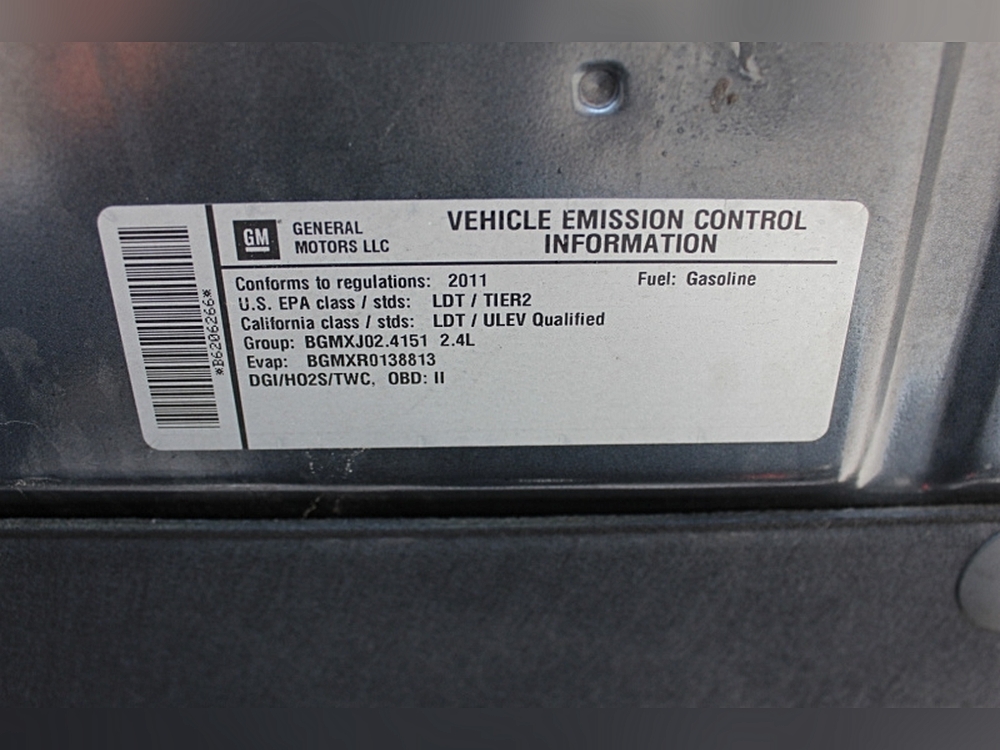 *B6206266*
GM GENERAL MOTORS LLC
VEHICLE EMISSION CONTROL
INFORMATION
Conforms to regulations: 2011 Fuel: Gasoline
U.S. EPA class / stds: LDT / TIER2
California class / stds: LDT / ULEV Qualified
Group: BGMXJ02.4151 2.4L
Evap: BGMXR0138813
DGI/HO2S/TWC, OBD: II